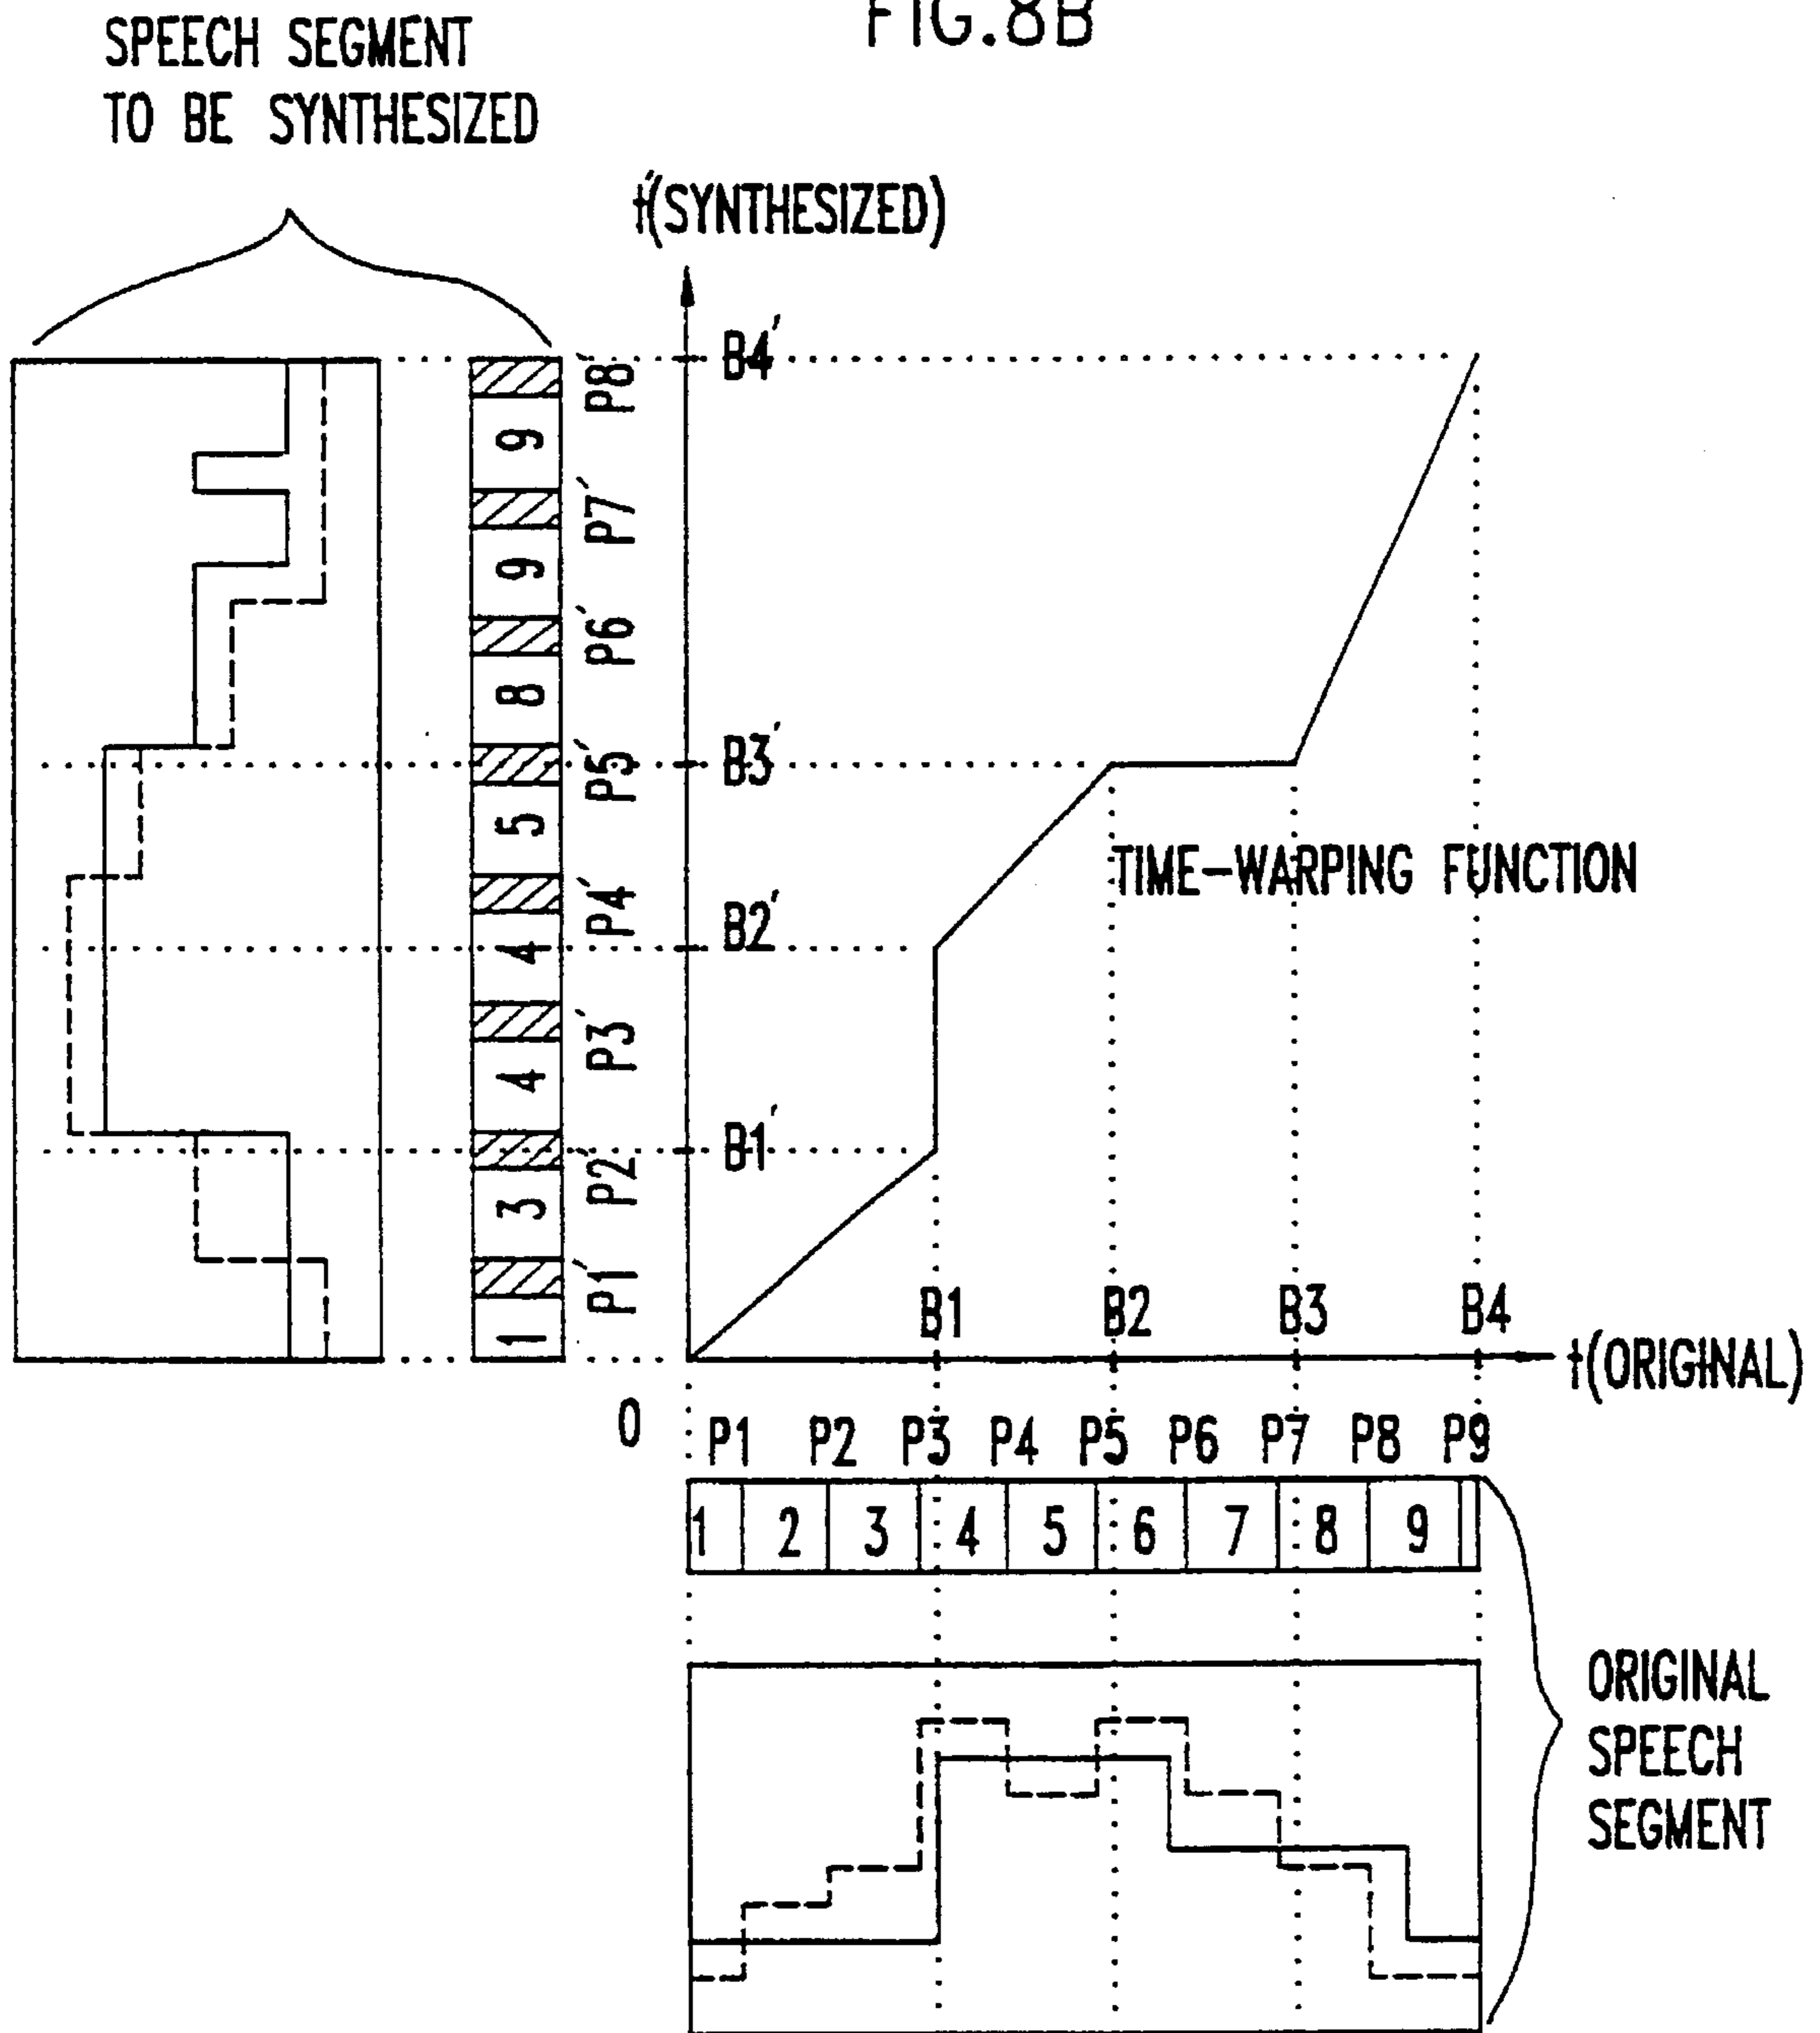 FIG.8B
SPEECH SEGMENT
TO BE SYNTHESIZED
t'(SYNTHESIZED)
B4'
B3'
B2'
B1'
P8'
9
P7'
9
P6'
8
P5'
5
P4'
4
P3'
4
P2'
3
P1'
1
TIME-WARPING FUNCTION
B1 B2 B3 B4
t(ORIGINAL)
0
P1 P2 P3 P4 P5 P6 P7 P8 P9
1 2 3 4 5 6 7 8 9
ORIGINAL
SPEECH
SEGMENT